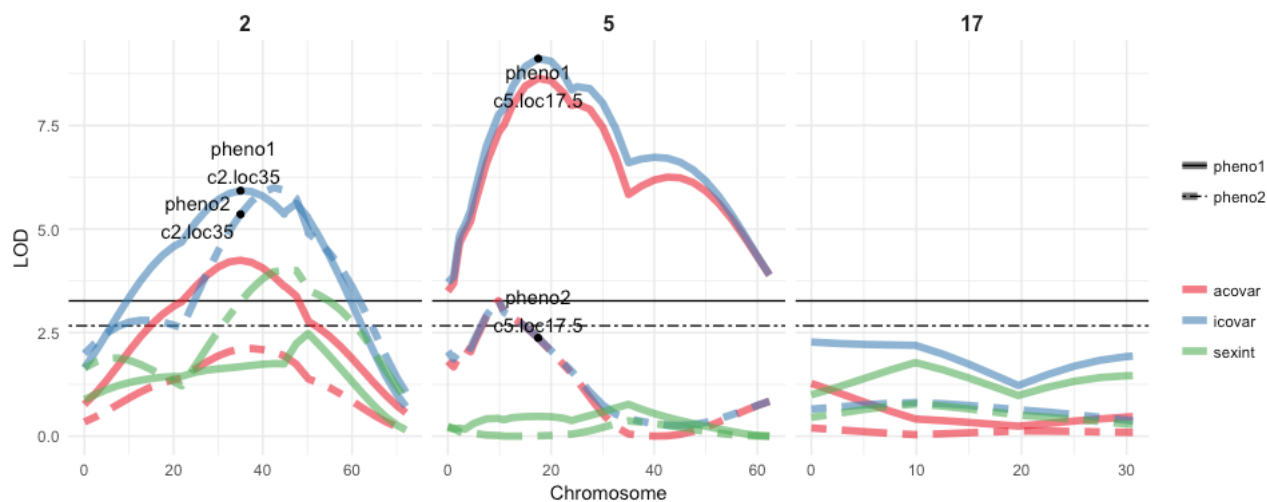 2
5
17
LOD
7.5
5.0
2.5
0.0
pheno1
c2.loc35
pheno2
c2.loc35
pheno1
c5.loc17.5
pheno2
c5.loc17.5
0 20 40 60
0 20 40 60
0 10 20 30
Chromosome
pheno1
pheno2
acovar
icovar
sexint